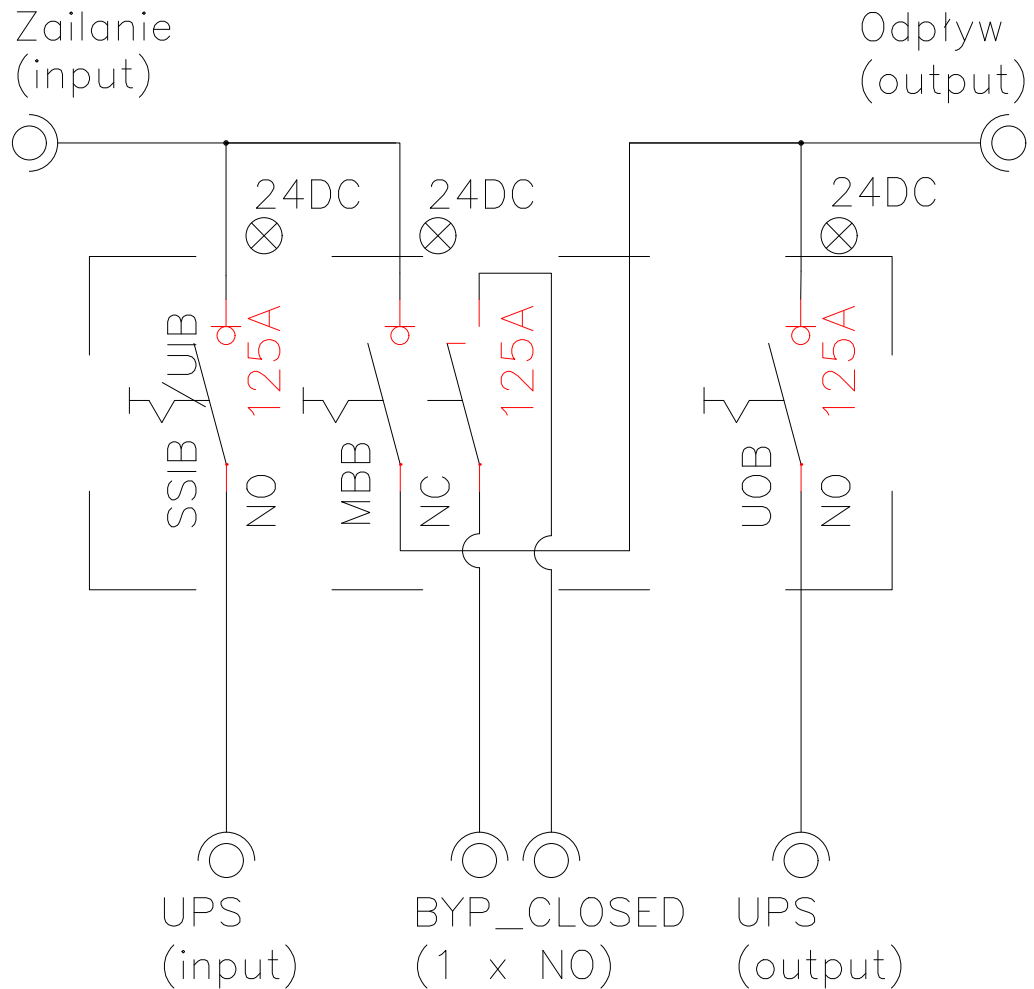 Zailanie
(input)
Odpływ
(output)
24DC
24DC
24DC
SSIB/UIB
125A
NO
MBB
NC
125A
UOB
125A
NO
UPS
(input)
BYP_CLOSED
(1 x NO)
UPS
(output)